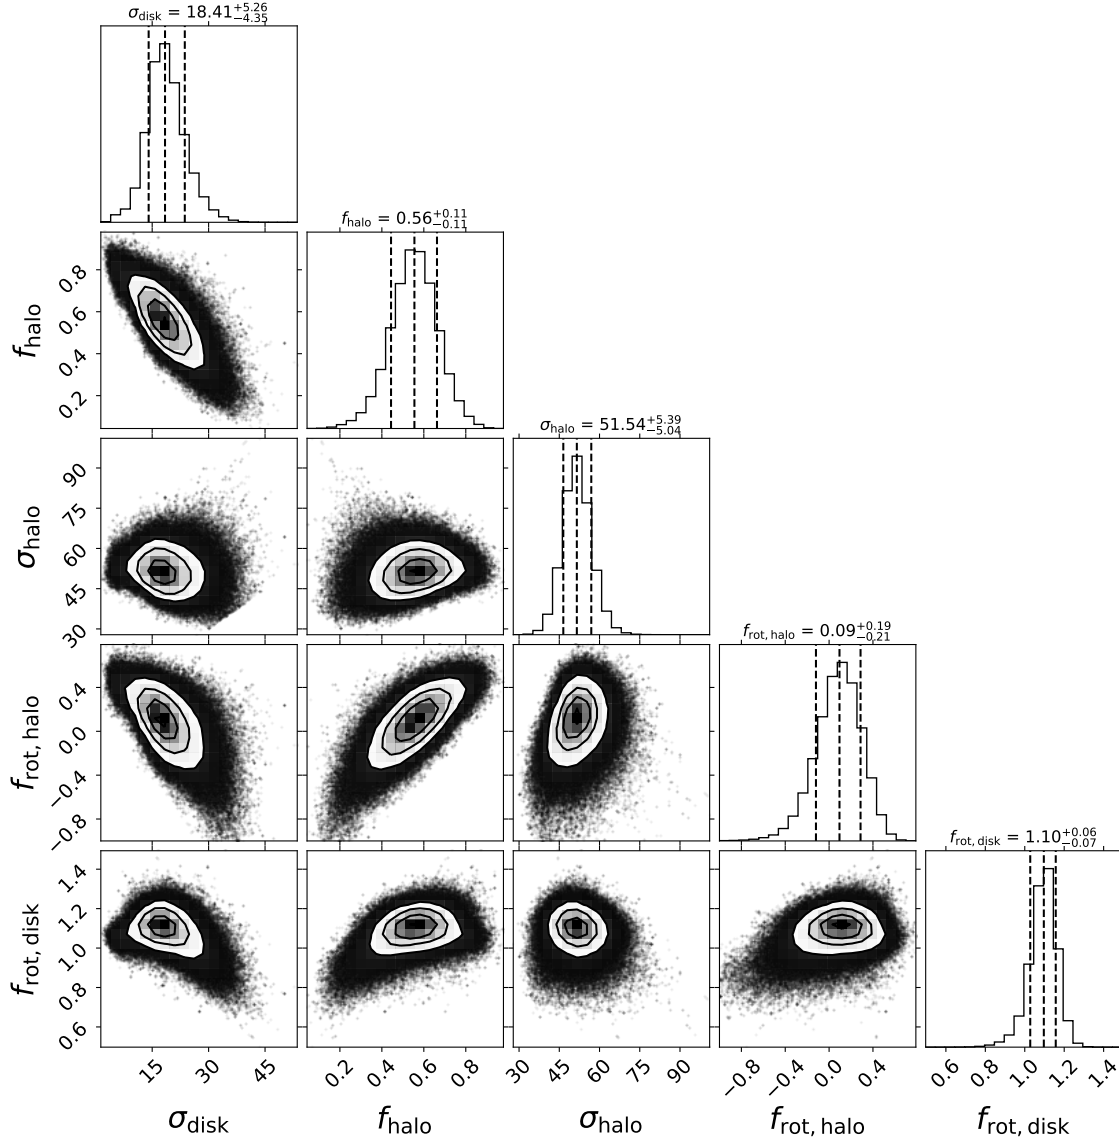 σdisk = 18.41+5.26−4.35
fhalo = 0.56+0.11−0.11
0.8
0.6
0.4
0.2
fhalo
σhalo = 51.54+5.39−5.04
90
75
60
45
30
σhalo
frot, halo = 0.09+0.19−0.21
0.4
0.0
−0.4
−0.8
frot, halo
frot, disk = 1.10+0.06−0.07
1.4
1.2
1.0
0.8
0.6
frot, disk
15 30 45 0.2 0.4 0.6 0.8 30 45 60 75 90 −0.8 −0.4 0.0 0.4 0.6 0.8 1.0 1.2 1.4
σdisk fhalo σhalo frot, halo frot, disk